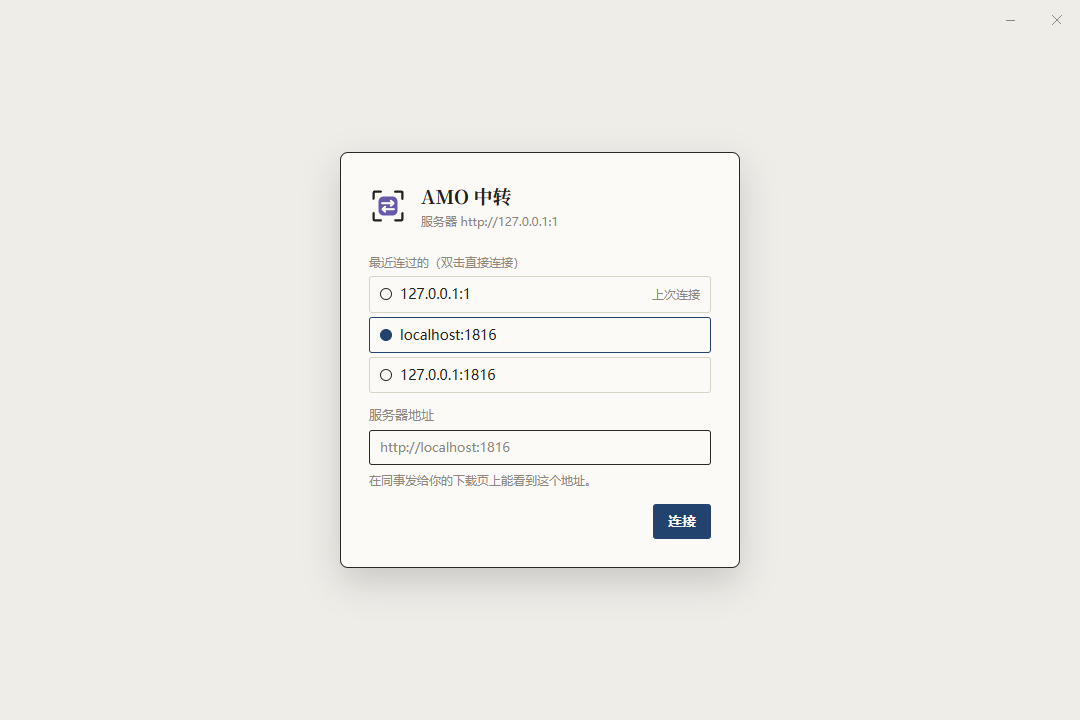 AMO 中转
服务器 http://127.0.0.1:1
最近连过的（双击直接连接）
127.0.0.1:1 上次连接
localhost:1816
127.0.0.1:1816
服务器地址
http://localhost:1816
在同事发给你的下载页上能看到这个地址。
连接